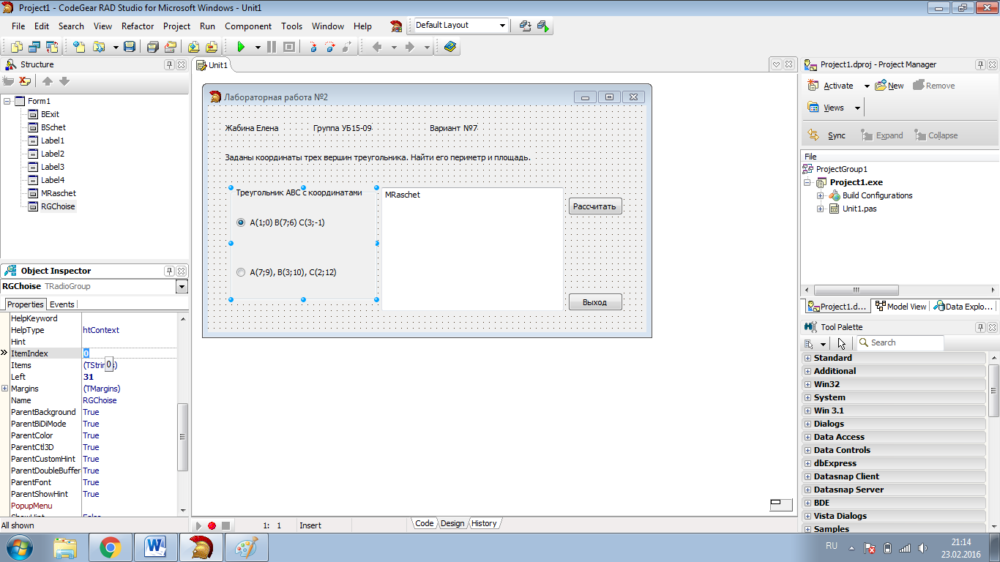 Project1 - CodeGear RAD Studio for Microsoft Windows - Unit1
File Edit Search View Refactor Project Run Component Tools Window Help
Default Layout
Structure
Form1
BExit
BSchet
Label1
Label2
Label3
Label4
MRaschet
RGChoise
Object Inspector
RGChoise TRadioGroup
Properties Events
HelpKeyword
HelpType htContext
Hint
ItemIndex 0
0
Items
Left 31
Margins (TMargins)
Name RGChoise
ParentBackground True
ParentBiDiMode True
ParentColor True
ParentCtl3D True
ParentCustomHint True
ParentDoubleBuffer True
ParentFont True
ParentShowHint True
PopupMenu
ShowHint False
All shown
Unit1
Лабораторная работа №2
Жабина Елена Группа УБ15-09 Вариант №7
Заданы координаты трех вершин треугольника. Найти его периметр и площадь.
Треугольник ABC с координатами
A(1;0) B(7;6) C(3;-1)
A(7;9), B(3;10), C(2;12)
MRaschet
Рассчитать
Выход
1: 1 Insert
Code Design History
Project1.dproj - Project Manager
Activate New Remove
Views
Sync Expand Collapse
File
ProjectGroup1
Project1.exe
Build Configurations
Unit1.pas
Project1.d... Model View Data Explo...
Tool Palette
Search
Standard
Additional
Win32
System
Win 3.1
Dialogs
Data Access
Data Controls
dbExpress
Datasnap Client
Datasnap Server
BDE
Vista Dialogs
Samples
RU
21:14
23.02.2016